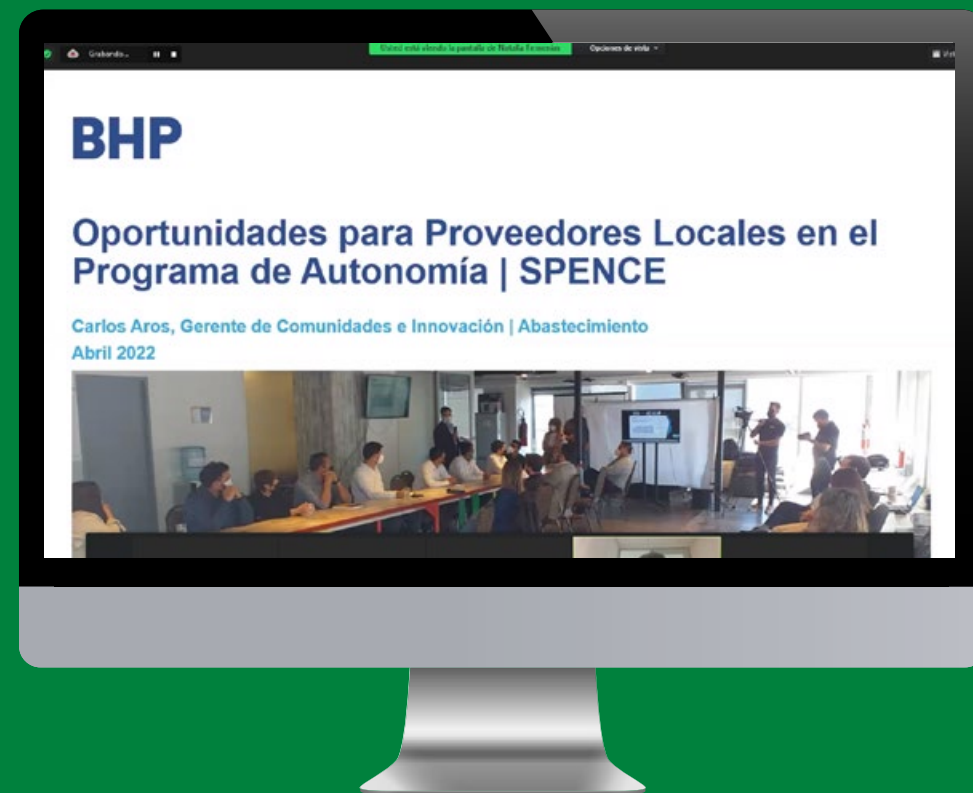 Grabando...
Usted está viendo la pantalla de Natalia
Opciones de vista
BHP
Oportunidades para Proveedores Locales en el
Programa de Autonomía | SPENCE
Carlos Aros, Gerente de Comunidades e Innovación | Abastecimiento
Abril 2022